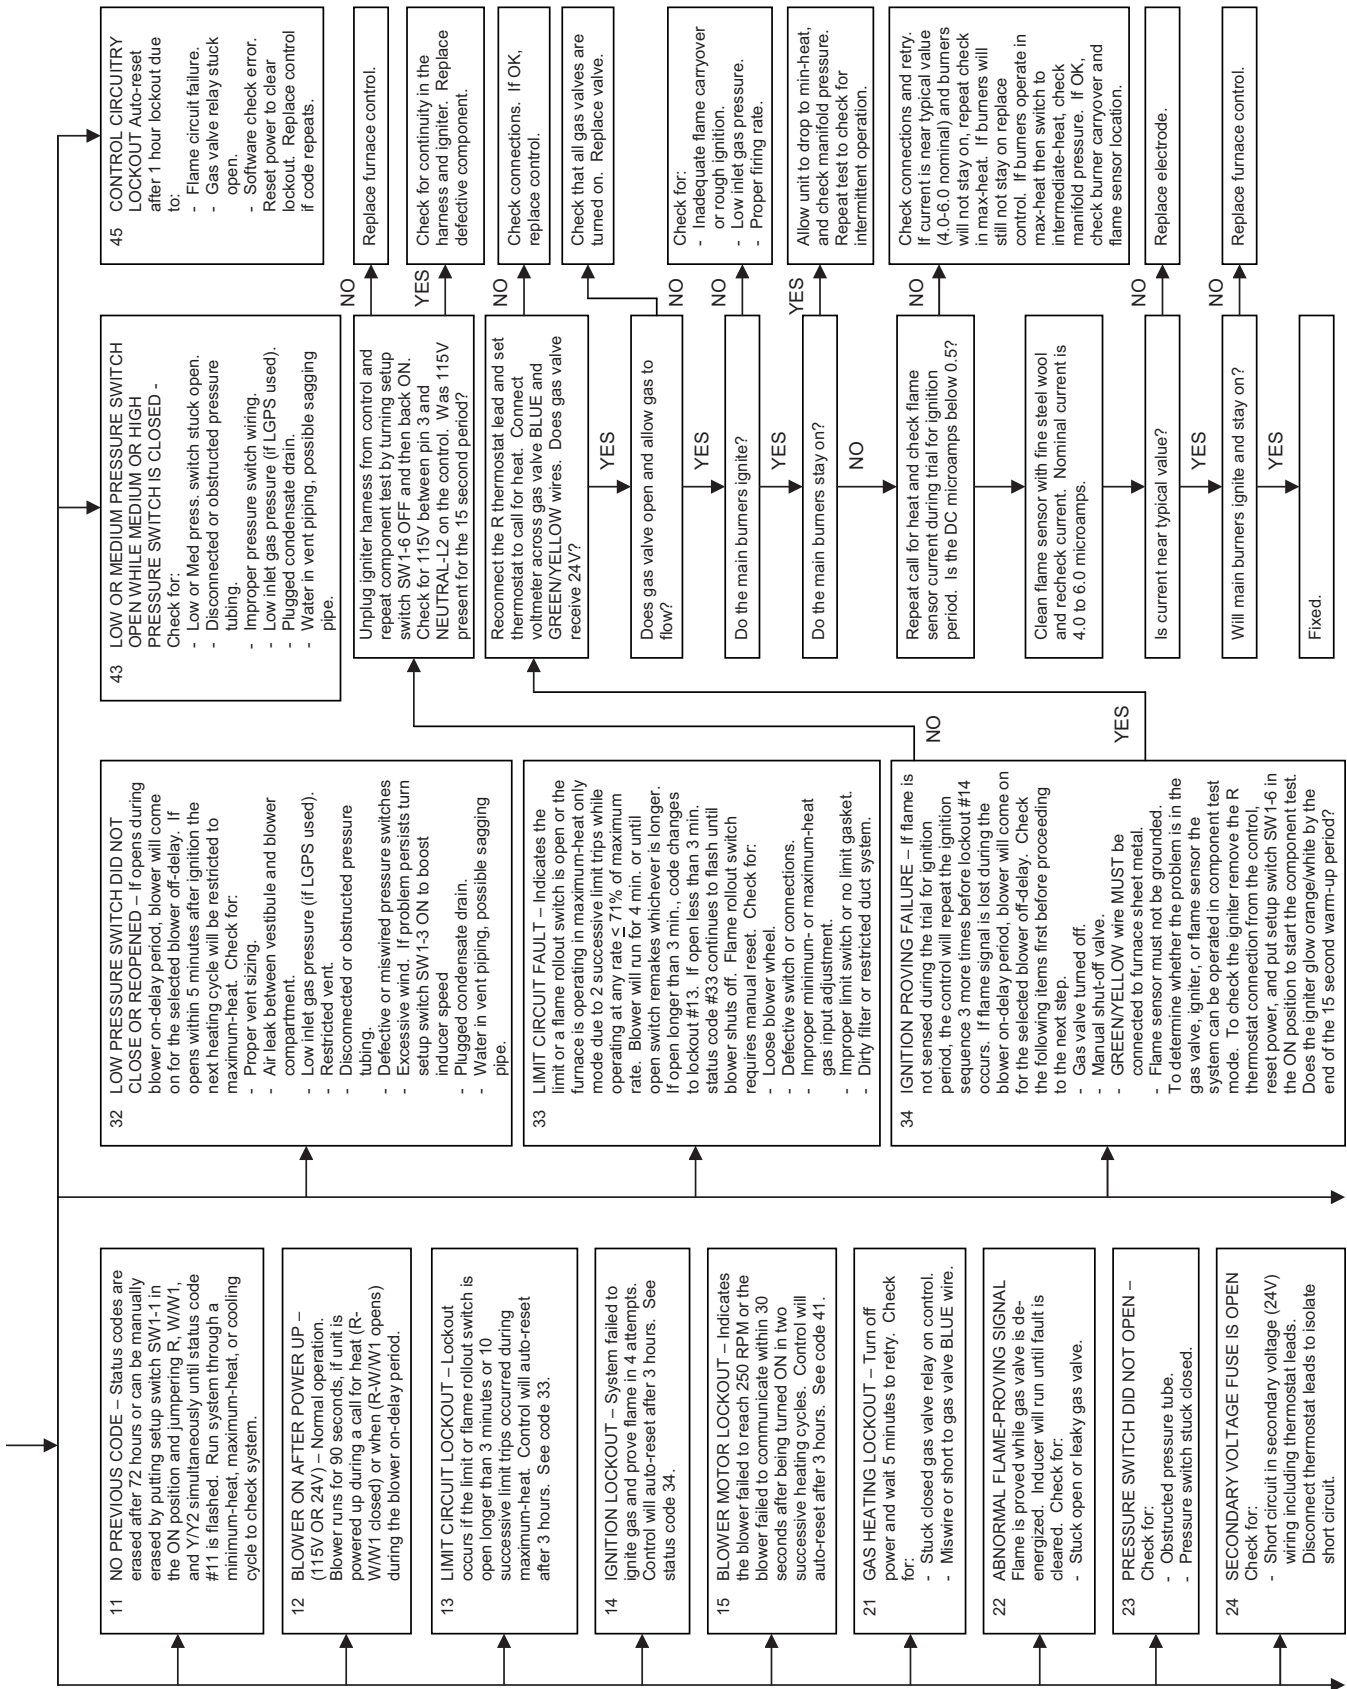 11 NO PREVIOUS CODE – Status codes are
erased after 72 hours or can be manually
erased by putting setup switch SW1-1 in
the ON position and jumpering R, W/W1,
and Y/Y2 simultaneously until status code
#11 is flashed. Run system through a
minimum-heat, maximum-heat, or cooling
cycle to check system.
12 BLOWER ON AFTER POWER UP –
(115V OR 24V) – Normal operation.
Blower runs for 90 seconds, if unit is
powered up during a call for heat (R-
W/W1 closed) or when (R-W/W1 opens)
during the blower on-delay period.
13 LIMIT CIRCUIT LOCKOUT – Lockout
occurs if the limit or flame rollout switch is
open longer than 3 minutes or 10
successive limit trips occurred during
maximum-heat. Control will auto-reset
after 3 hours. See code 33.
14 IGNITION LOCKOUT – System failed to
ignite gas and prove flame in 4 attempts.
Control will auto-reset after 3 hours. See
status code 34.
15 BLOWER MOTOR LOCKOUT – Indicates
the blower failed to reach 250 RPM or the
blower failed to communicate within 30
seconds after being turned ON in two
successive heating cycles. Control will
auto-reset after 3 hours. See code 41.
21 GAS HEATING LOCKOUT – Turn off
power and wait 5 minutes to retry. Check
for:
- Stuck closed gas valve relay on control.
- Miswire or short to gas valve BLUE wire.
22 ABNORMAL FLAME-PROVING SIGNAL
Flame is proved while gas valve is de-
energized. Inducer will run until fault is
cleared. Check for:
- Stuck open or leaky gas valve.
23 PRESSURE SWITCH DID NOT OPEN –
Check for:
- Obstructed pressure tube.
- Pressure switch stuck closed.
24 SECONDARY VOLTAGE FUSE IS OPEN
Check for:
- Short circuit in secondary voltage (24V)
wiring including thermostat leads.
Disconnect thermostat leads to isolate
short circuit.
32 LOW PRESSURE SWITCH DID NOT
CLOSE OR REOPENED – If opens during
blower on-delay period, blower will come
on for the selected blower off-delay. If
opens within 5 minutes after ignition the
next heating cycle will be restricted to
maximum-heat. Check for:
- Proper vent sizing.
- Air leak between vestibule and blower
compartment.
- Low inlet gas pressure (if LGPS used).
- Restricted vent.
- Disconnected or obstructed pressure
tubing.
- Defective or miswired pressure switches
- Excessive wind. If problem persists turn
setup switch SW 1-3 ON to boost
inducer speed
- Plugged condensate drain.
- Water in vent piping, possible sagging
pipe.
33 LIMIT CIRCUIT FAULT – Indicates the
limit or a flame rollout switch is open or the
furnace is operating in maximum-heat only
mode due to 2 successive limit trips while
operating at any rate ≤ 71% of maximum
rate. Blower will run for 4 min. or until
open switch remakes whichever is longer.
If open longer than 3 min., code changes
to lockout #13. If open less than 3 min.
status code #33 continues to flash until
blower shuts off. Flame rollout switch
requires manual reset. Check for:
- Loose blower wheel.
- Defective switch or connections.
- Improper minimum- or maximum-heat
gas input adjustment.
- Improper limit switch or no limit gasket.
- Dirty filter or restricted duct system.
34 IGNITION PROVING FAILURE – If flame is
not sensed during the trial for ignition
period, the control will repeat the ignition
sequence 3 more times before lockout #14
occurs. If flame signal is lost during the
blower on-delay period, blower will come on
for the selected blower off-delay. Check
the following items first before proceeding
to the next step.
- Gas valve turned off.
- Manual shut-off valve.
- GREEN/YELLOW wire MUST be
connected to furnace sheet metal.
- Flame sensor must not be grounded.
- To determine whether the problem is in the
gas valve, igniter, or flame sensor the
system can be operated in component test
mode. To check the igniter remove the R
thermostat connection from the control,
reset power, and put setup switch SW1-6 in
the ON position to start the component test.
Does the igniter glow orange/white by the
end of the 15 second warm-up period?
NO
YES
43 LOW OR MEDIUM PRESSURE SWITCH
OPEN WHILE MEDIUM OR HIGH
PRESSURE SWITCH IS CLOSED -
Check for:
- Low or Med press. switch stuck open.
- Disconnected or obstructed pressure
tubing.
- Improper pressure switch wiring.
- Low inlet gas pressure (if LGPS used).
- Plugged condensate drain.
- Water in vent piping, possible sagging
pipe.
Unplug igniter harness from control and
repeat component test by turning setup
switch SW1-6 OFF and then back ON.
Check for 115V between pin 3 and
NEUTRAL-L2 on the control. Was 115V
present for the 15 second period?
NO
YES
Reconnect the R thermostat lead and set
thermostat to call for heat. Connect
voltmeter across gas valve BLUE and
GREEN/YELLOW wires. Does gas valve
receive 24V?
NO
YES
Does gas valve open and allow gas to
flow?
NO
YES
Do the main burners ignite?
NO
YES
Do the main burners stay on?
YES
NO
Repeat call for heat and check flame
sensor current during trial for ignition
period. Is the DC microamps below 0.5?
NO
Clean flame sensor with fine steel wool
and recheck current. Nominal current is
4.0 to 6.0 microamps.
Is current near typical value?
NO
YES
Will main burners ignite and stay on?
NO
YES
Fixed.
45 CONTROL CIRCUITRY
LOCKOUT Auto-reset
after 1 hour lockout due
to:
- Flame circuit failure.
- Gas valve relay stuck
open.
- Software check error.
Reset power to clear
lockout. Replace control
if code repeats.
Replace furnace control.
Check for continuity in the
harness and igniter. Replace
defective component.
Check connections. If OK,
replace control.
Check that all gas valves are
turned on. Replace valve.
Check for:
- Inadequate flame carryover
or rough ignition.
- Low inlet gas pressure.
- Proper firing rate.
Allow unit to drop to min-heat,
and check manifold pressure.
Repeat test to check for
intermittent operation.
Check connections and retry.
If current is near typical value
(4.0-6.0 nominal) and burners
will not stay on, repeat check
in max-heat. If burners will
still not stay on replace
control. If burners operate in
max-heat then switch to
intermediate-heat, check
manifold pressure. If OK,
check burner carryover and
flame sensor location.
Replace electrode.
Replace furnace control.